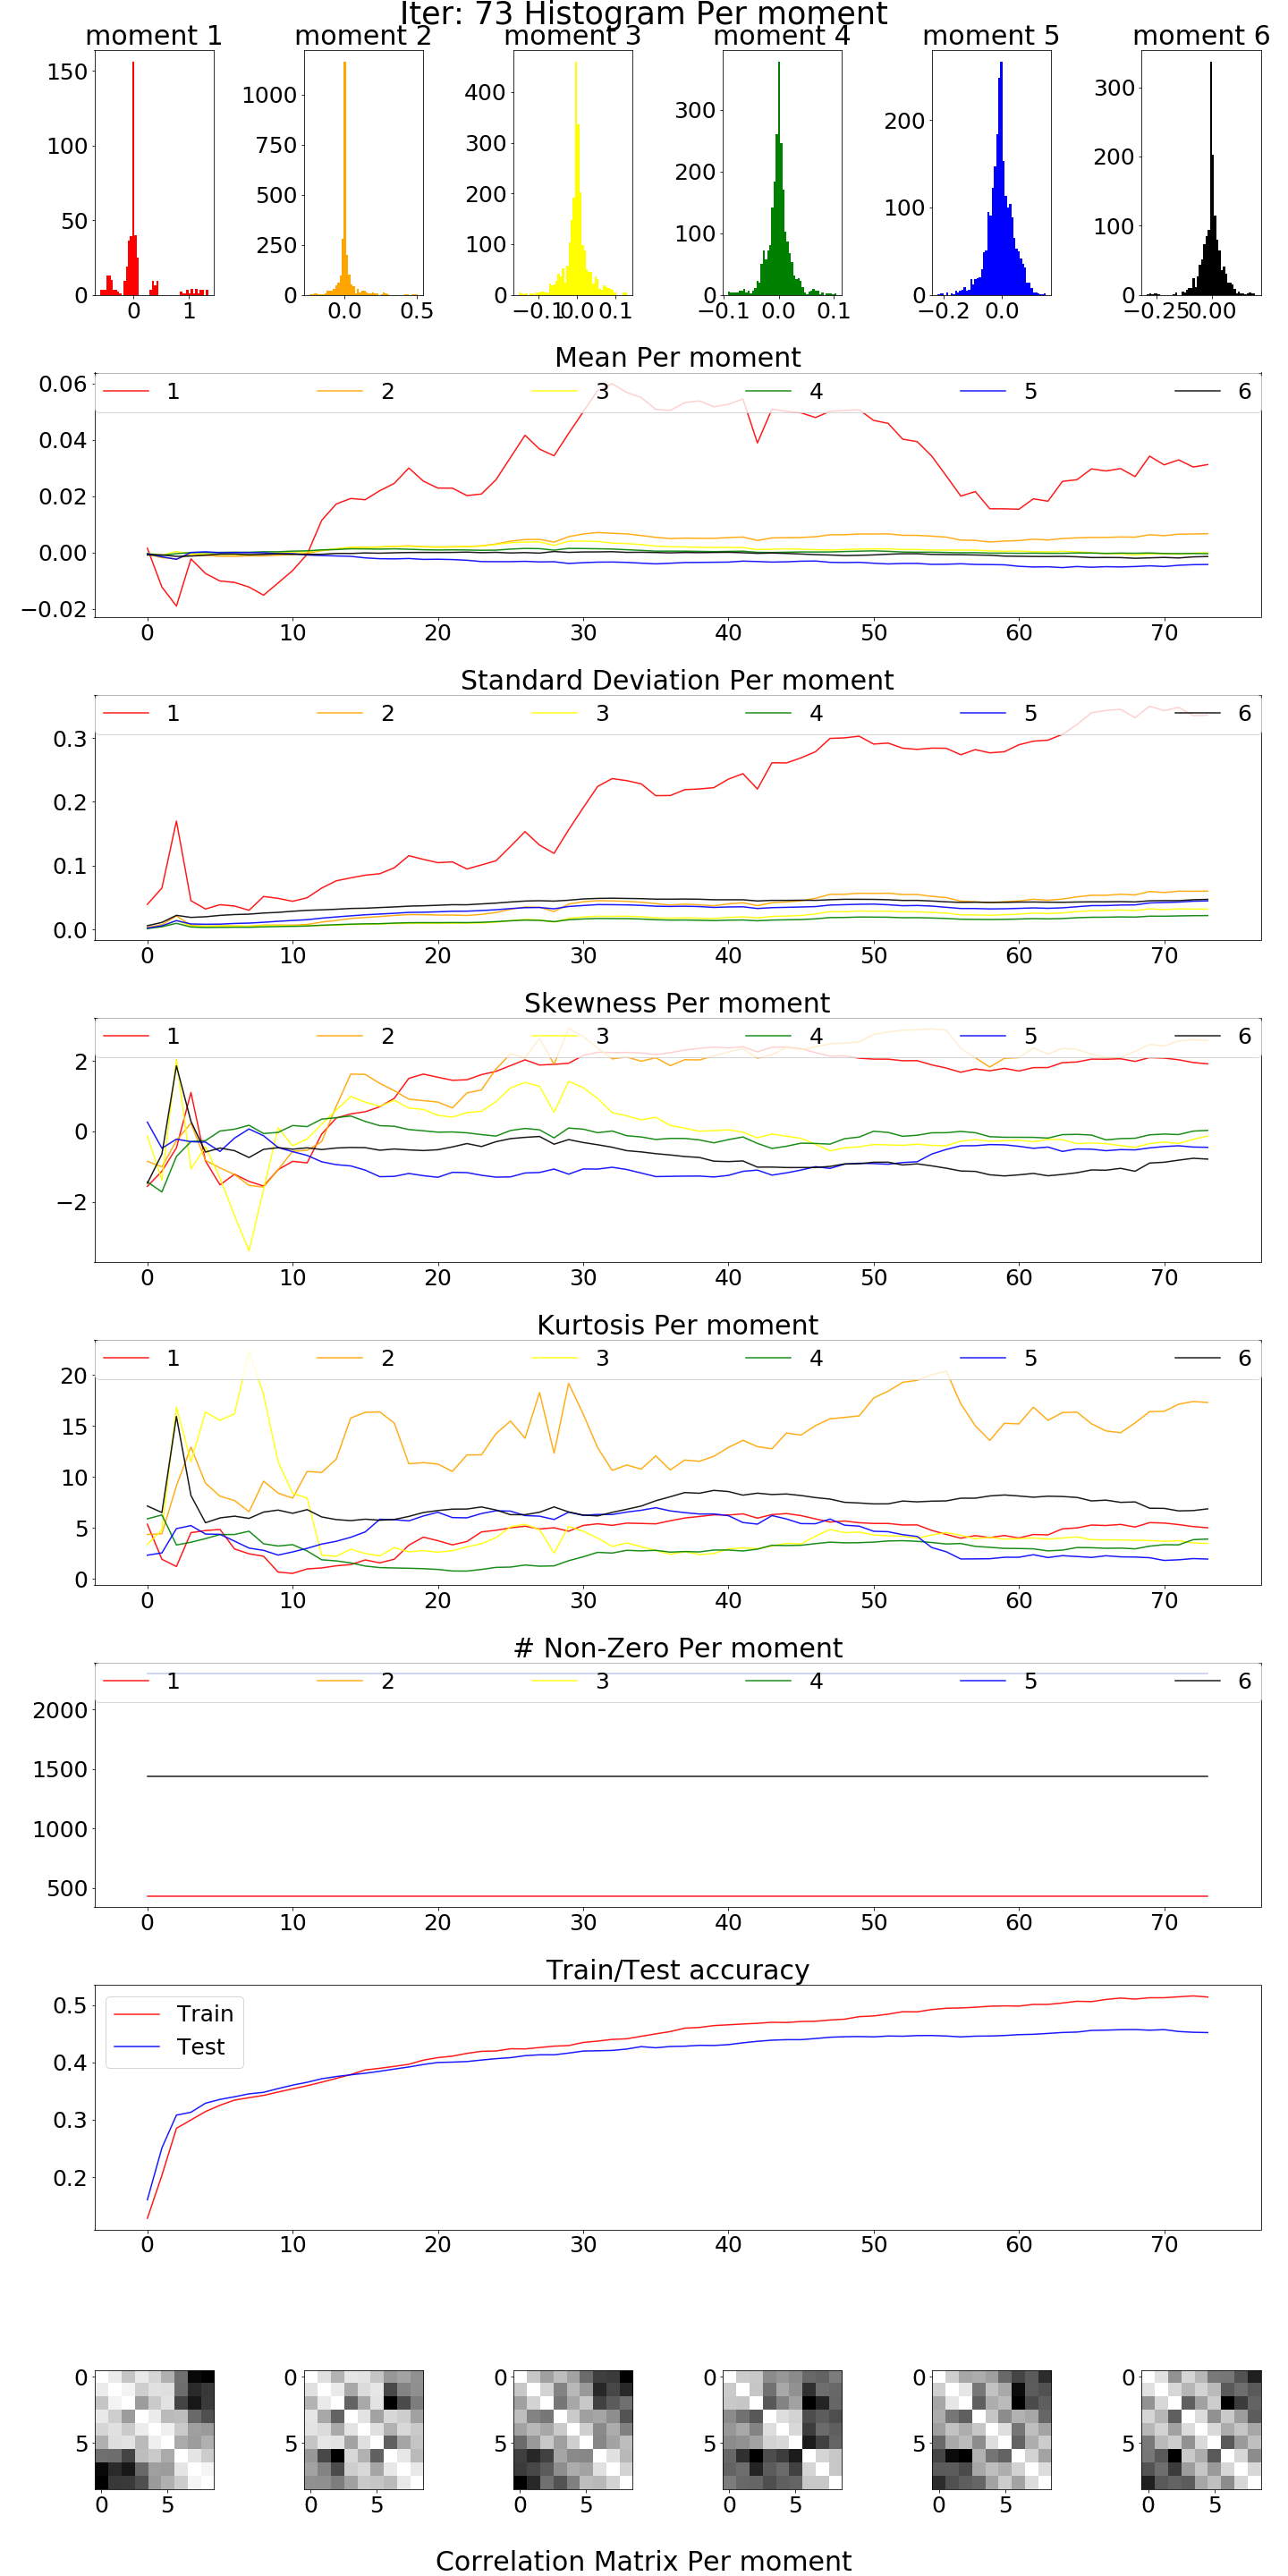 Iter: 73 Histogram Per moment
moment 1 moment 2 moment 3 moment 4 moment 5 moment 6
150
100
50
0
0 1
1000
750
500
250
0
0.0 0.5
400
300
200
100
0
−0.1 0.0 0.1
300
200
100
0
−0.1 0.0 0.1
200
100
0
−0.2 0.0
300
200
100
0
−0.25 0.00
Mean Per moment
1 2 3 4 5 6
0.06
0.04
0.02
0.00
−0.02
0 10 20 30 40 50 60 70
Standard Deviation Per moment
1 2 3 4 5 6
0.3
0.2
0.1
0.0
0 10 20 30 40 50 60 70
Skewness Per moment
1 2 3 4 5 6
2
0
−2
0 10 20 30 40 50 60 70
Kurtosis Per moment
1 2 3 4 5 6
20
15
10
5
0
0 10 20 30 40 50 60 70
# Non-Zero Per moment
1 2 3 4 5 6
2000
1500
1000
500
0 10 20 30 40 50 60 70
Train/Test accuracy
Train
Test
0.5
0.4
0.3
0.2
0 10 20 30 40 50 60 70
0 0 0 0 0 0
5 5 5 5 5 5
0 5 0 5 0 5 0 5 0 5 0 5
Correlation Matrix Per moment